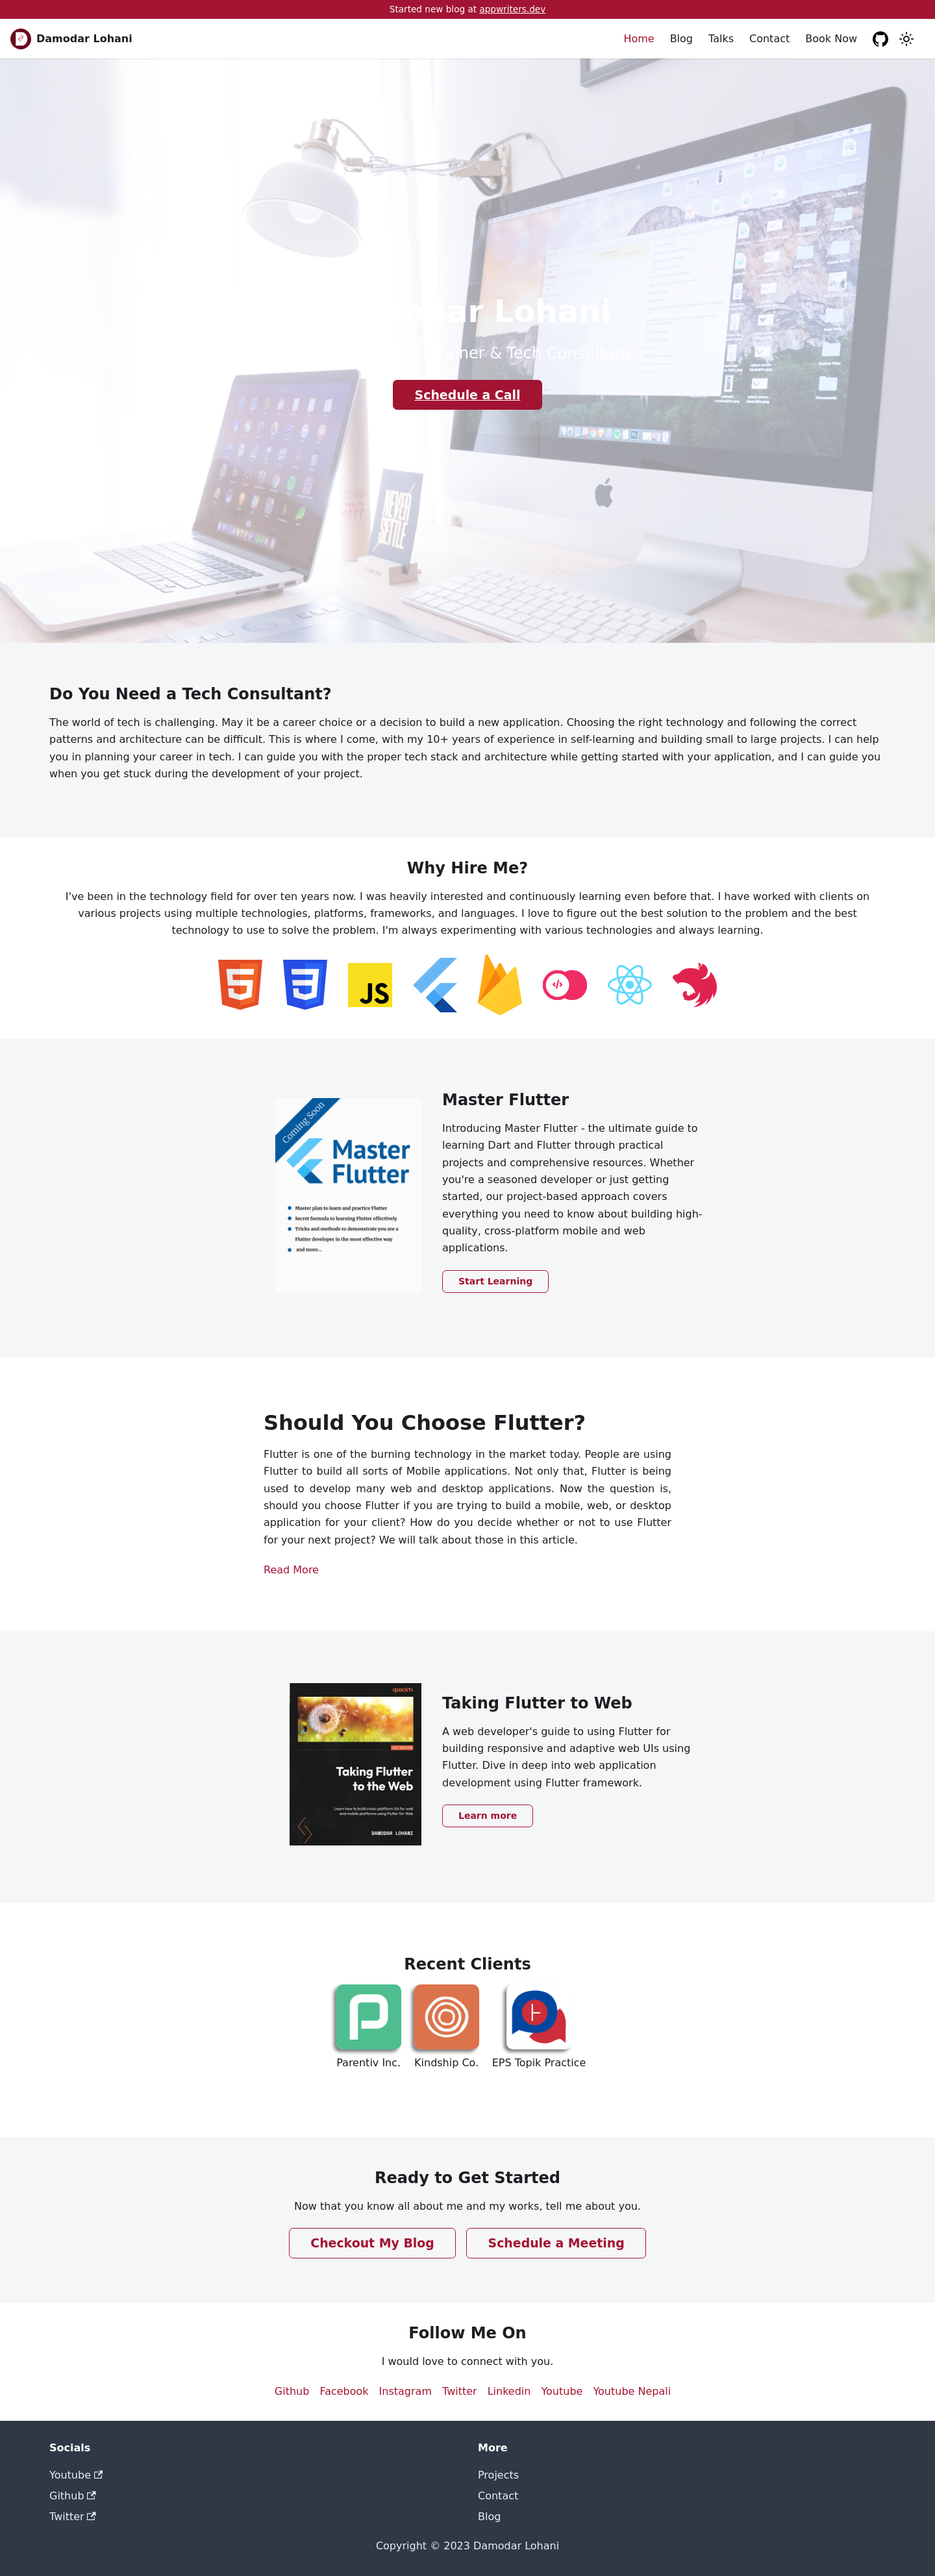 Started new blog at appwriters.dev
Damodar Lohani
Home Blog Talks Contact Book Now
Lohani
& Tech Consultant
Schedule a Call
NEVER
SETTLE
Do You Need a Tech Consultant?
The world of tech is challenging. May it be a career choice or a decision to build a new application. Choosing the right technology and following the correct
patterns and architecture can be difficult. This is where I come, with my 10+ years of experience in self-learning and building small to large projects. I can help
you in planning your career in tech. I can guide you with the proper tech stack and architecture while getting started with your application, and I can guide you
when you get stuck during the development of your project.
Why Hire Me?
I've been in the technology field for over ten years now. I was heavily interested and continuously learning even before that. I have worked with clients on
various projects using multiple technologies, platforms, frameworks, and languages. I love to figure out the best solution to the problem and the best
technology to use to solve the problem. I'm always experimenting with various technologies and always learning.
JS
Coming Soon
Master
Flutter
Master plan to learn and practice Flutter
Secret formula to learning Flutter effectively
Tricks and methods to demonstrate you are a
Flutter developer in the most effective way
and more...
Master Flutter
Introducing Master Flutter - the ultimate guide to
learning Dart and Flutter through practical
projects and comprehensive resources. Whether
you're a seasoned developer or just getting
started, our project-based approach covers
everything you need to know about building high-
quality, cross-platform mobile and web
applications.
Start Learning
Should You Choose Flutter?
Flutter is one of the burning technology in the market today. People are using
Flutter to build all sorts of Mobile applications. Not only that, Flutter is being
used to develop many web and desktop applications. Now the question is,
should you choose Flutter if you are trying to build a mobile, web, or desktop
application for your client? How do you decide whether or not to use Flutter
for your next project? We will talk about those in this article.
Read More
Taking Flutter
to the Web
Learn how to build cross-platform UIs for web
and mobile platforms using Flutter for Web
DAMODAR LOHANI
Taking Flutter to Web
A web developer's guide to using Flutter for
building responsive and adaptive web UIs using
Flutter. Dive in deep into web application
development using Flutter framework.
Learn more
Recent Clients
Parentiv Inc. Kindship Co. EPS Topik Practice
Ready to Get Started
Now that you know all about me and my works, tell me about you.
Checkout My Blog Schedule a Meeting
Follow Me On
I would love to connect with you.
Github Facebook Instagram Twitter Linkedin Youtube Youtube Nepali
Socials
Youtube
Github
Twitter
More
Projects
Contact
Blog
Copyright © 2023 Damodar Lohani